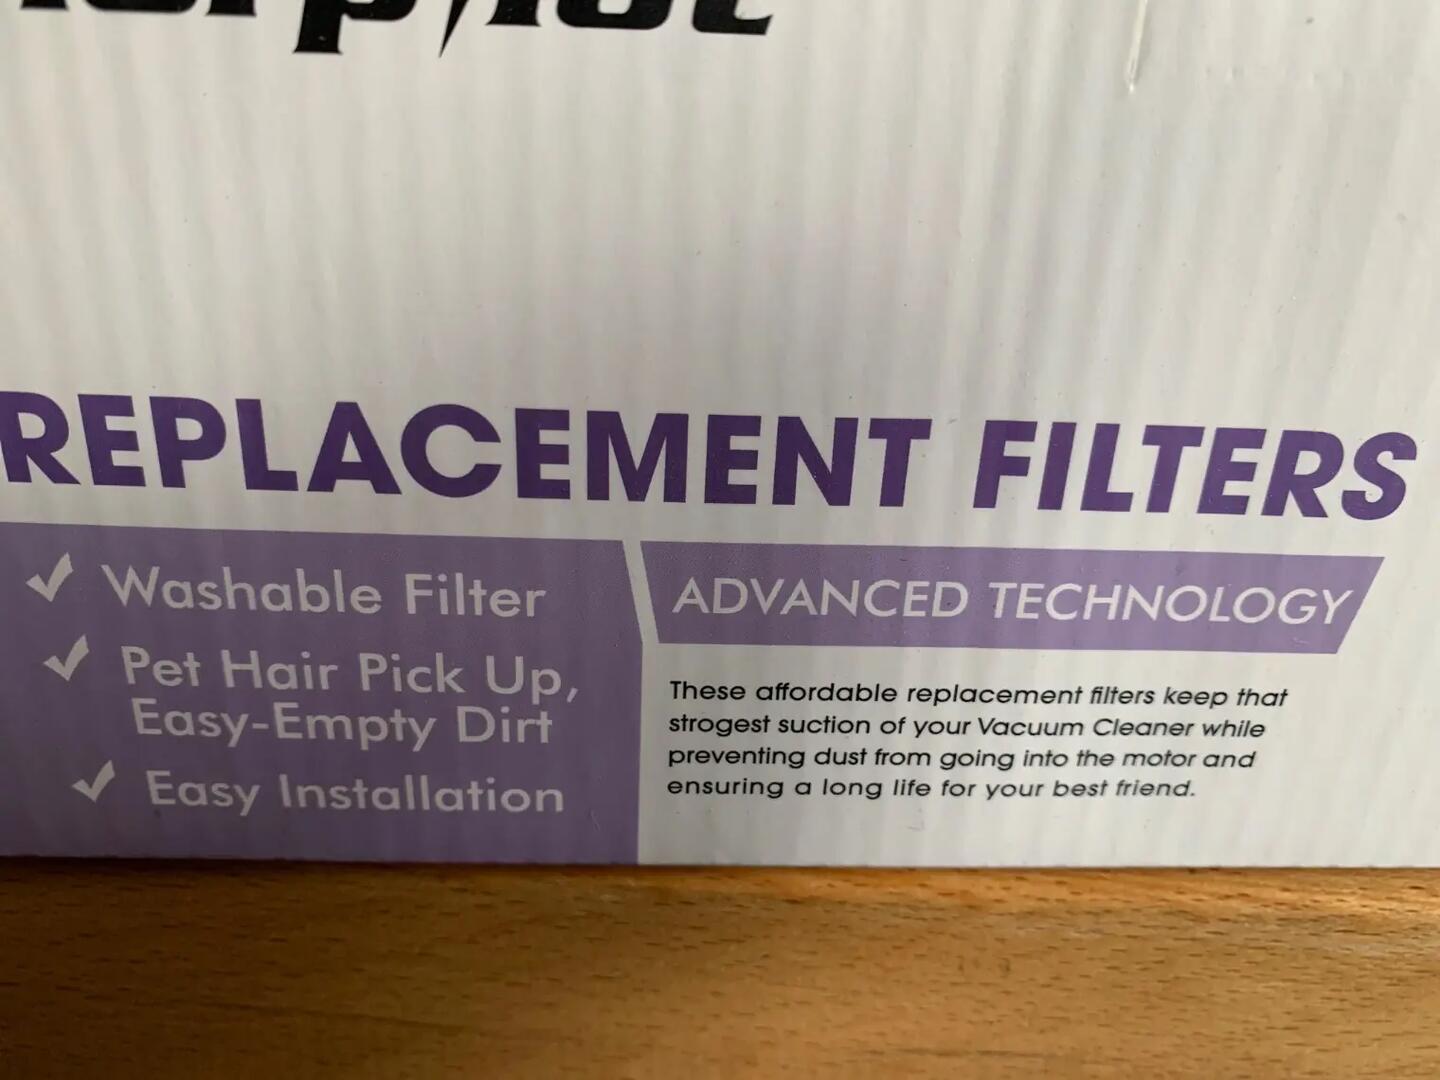 REPLACEMENT FILTERS
Washable Filter
Pet Hair Pick Up,
Easy-Empty Dirt
Easy Installation
ADVANCED TECHNOLOGY
These affordable replacement filters keep that
strogest suction of your Vacuum Cleaner while
preventing dust from going into the motor and
ensuring a long life for your best friend.